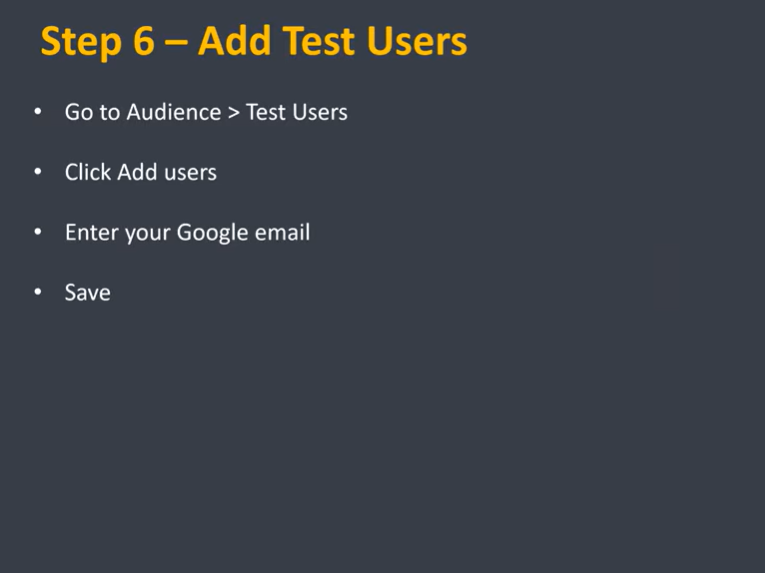 Step 6 – Add Test Users
• Go to Audience > Test Users
• Click Add users
• Enter your Google email
• Save